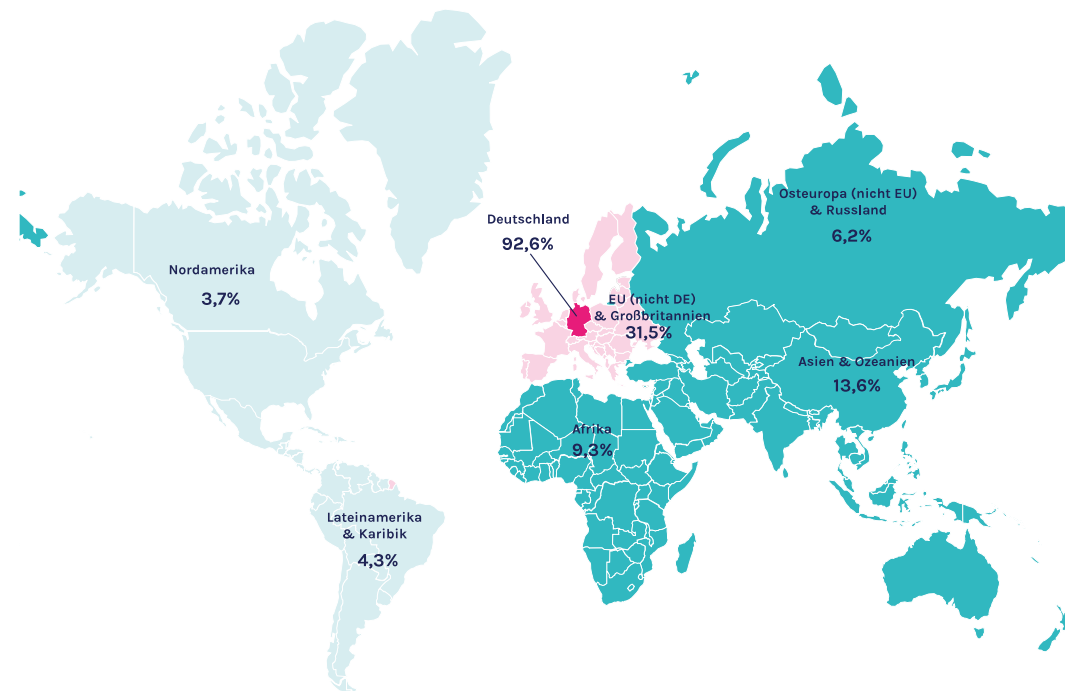 Osteuropa (nicht EU)
& Russland
6,2%
Deutschland
92,6%
Nordamerika
3,7%
EU (nicht DE)
& Großbritannien
31,5%
Asien & Ozeanien
13,6%
Afrika
9,3%
Lateinamerika
& Karibik
4,3%